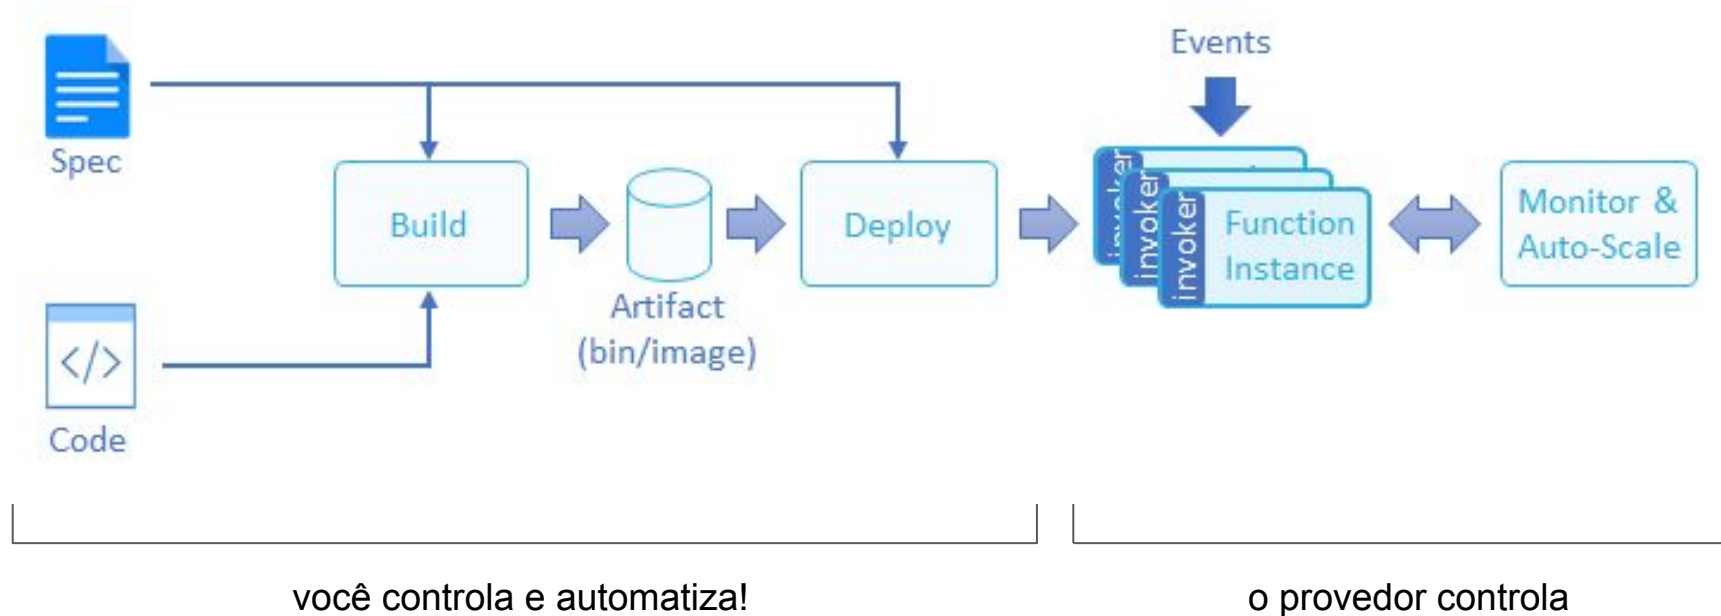 Events
Spec
Build
Deploy
invoker
invoker
invoker
Function
Instance
Monitor &
Auto-Scale
Artifact
(bin/image)
</>
Code
você controla e automatiza!
o provedor controla